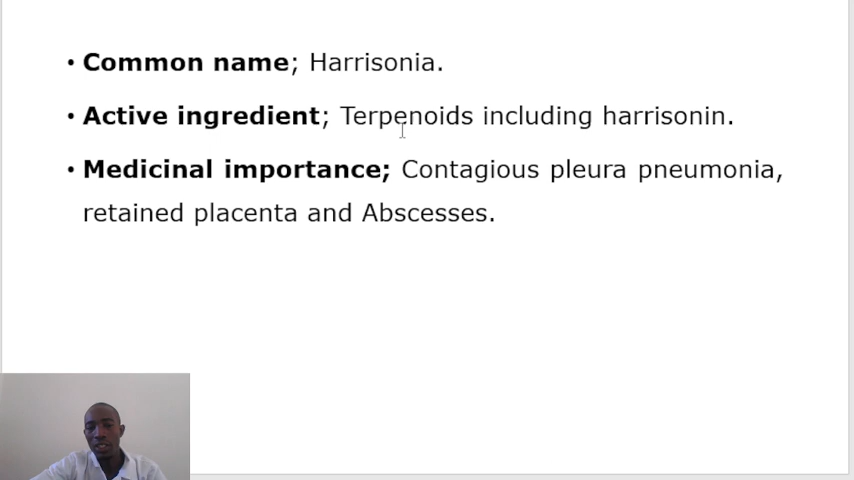 • Common name; Harrisonia.
• Active ingredient; Terpenoids including harrisonin.
• Medicinal importance; Contagious pleura pneumonia,
retained placenta and Abscesses.